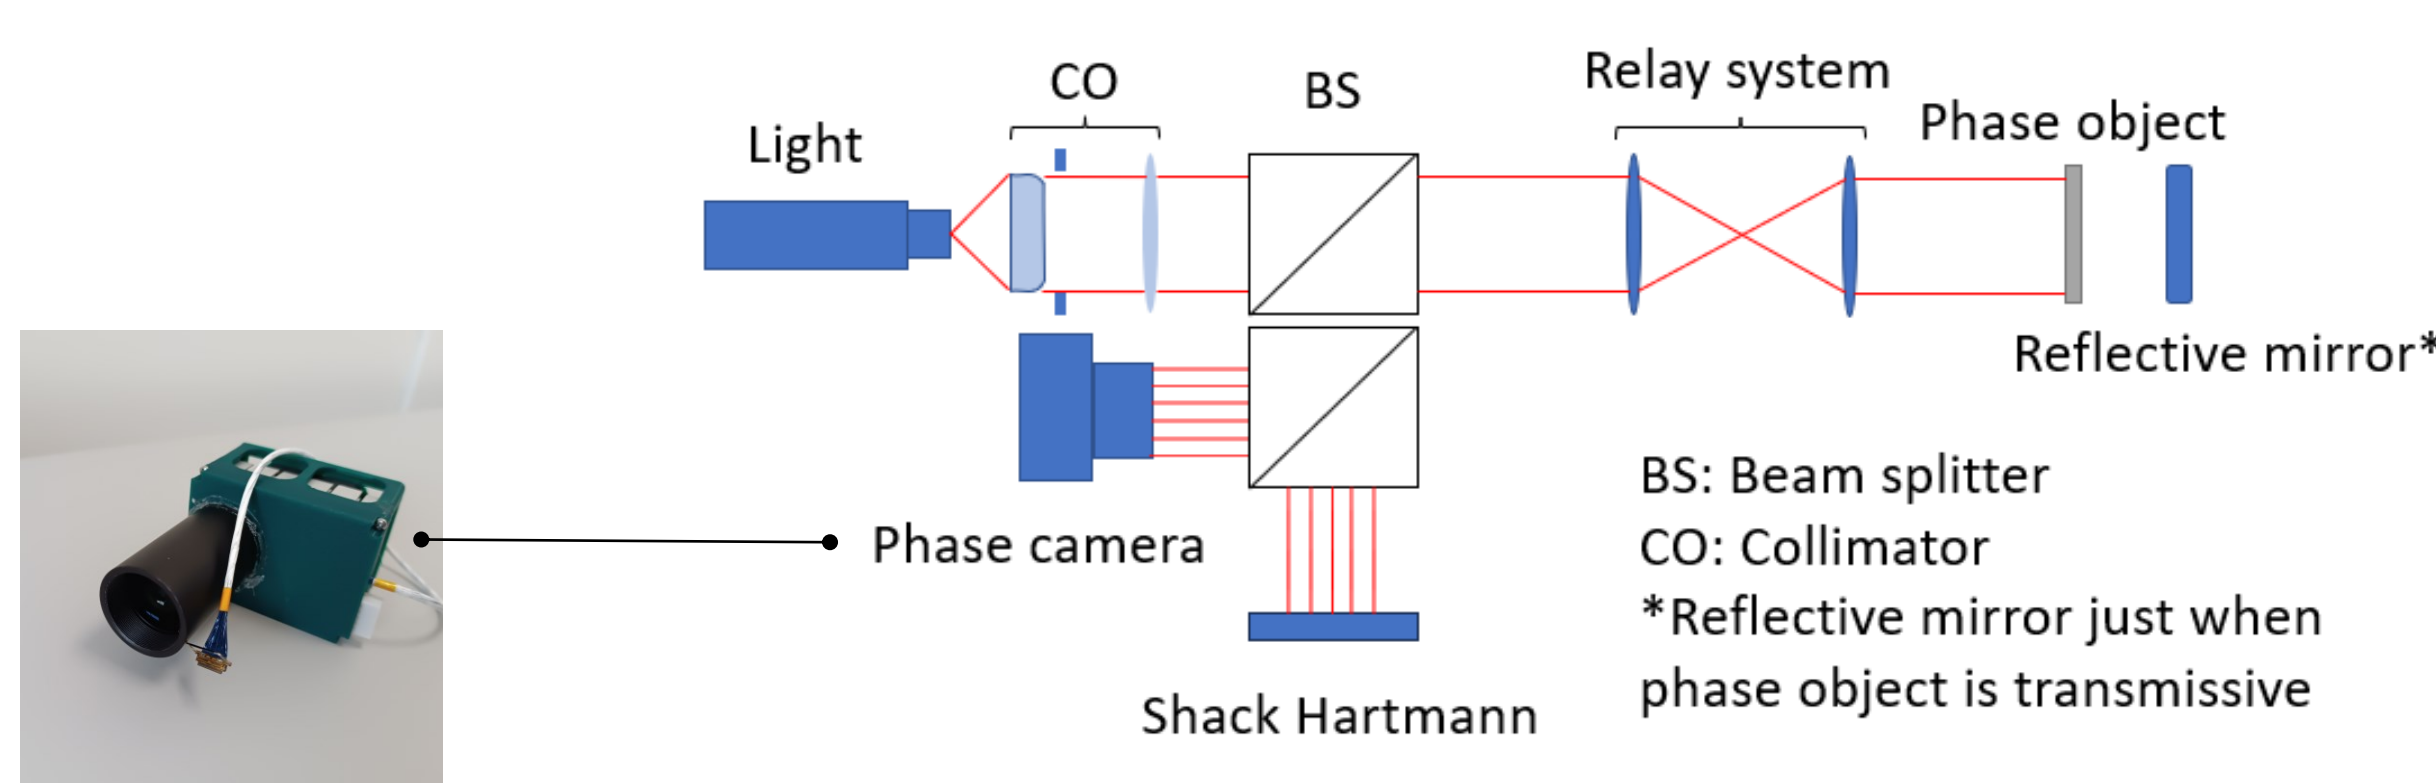 Light
CO
BS
Relay system
Phase object
Reflective mirror*
Phase camera
Shack Hartmann
BS: Beam splitter
CO: Collimator
*Reflective mirror just when
phase object is transmissive